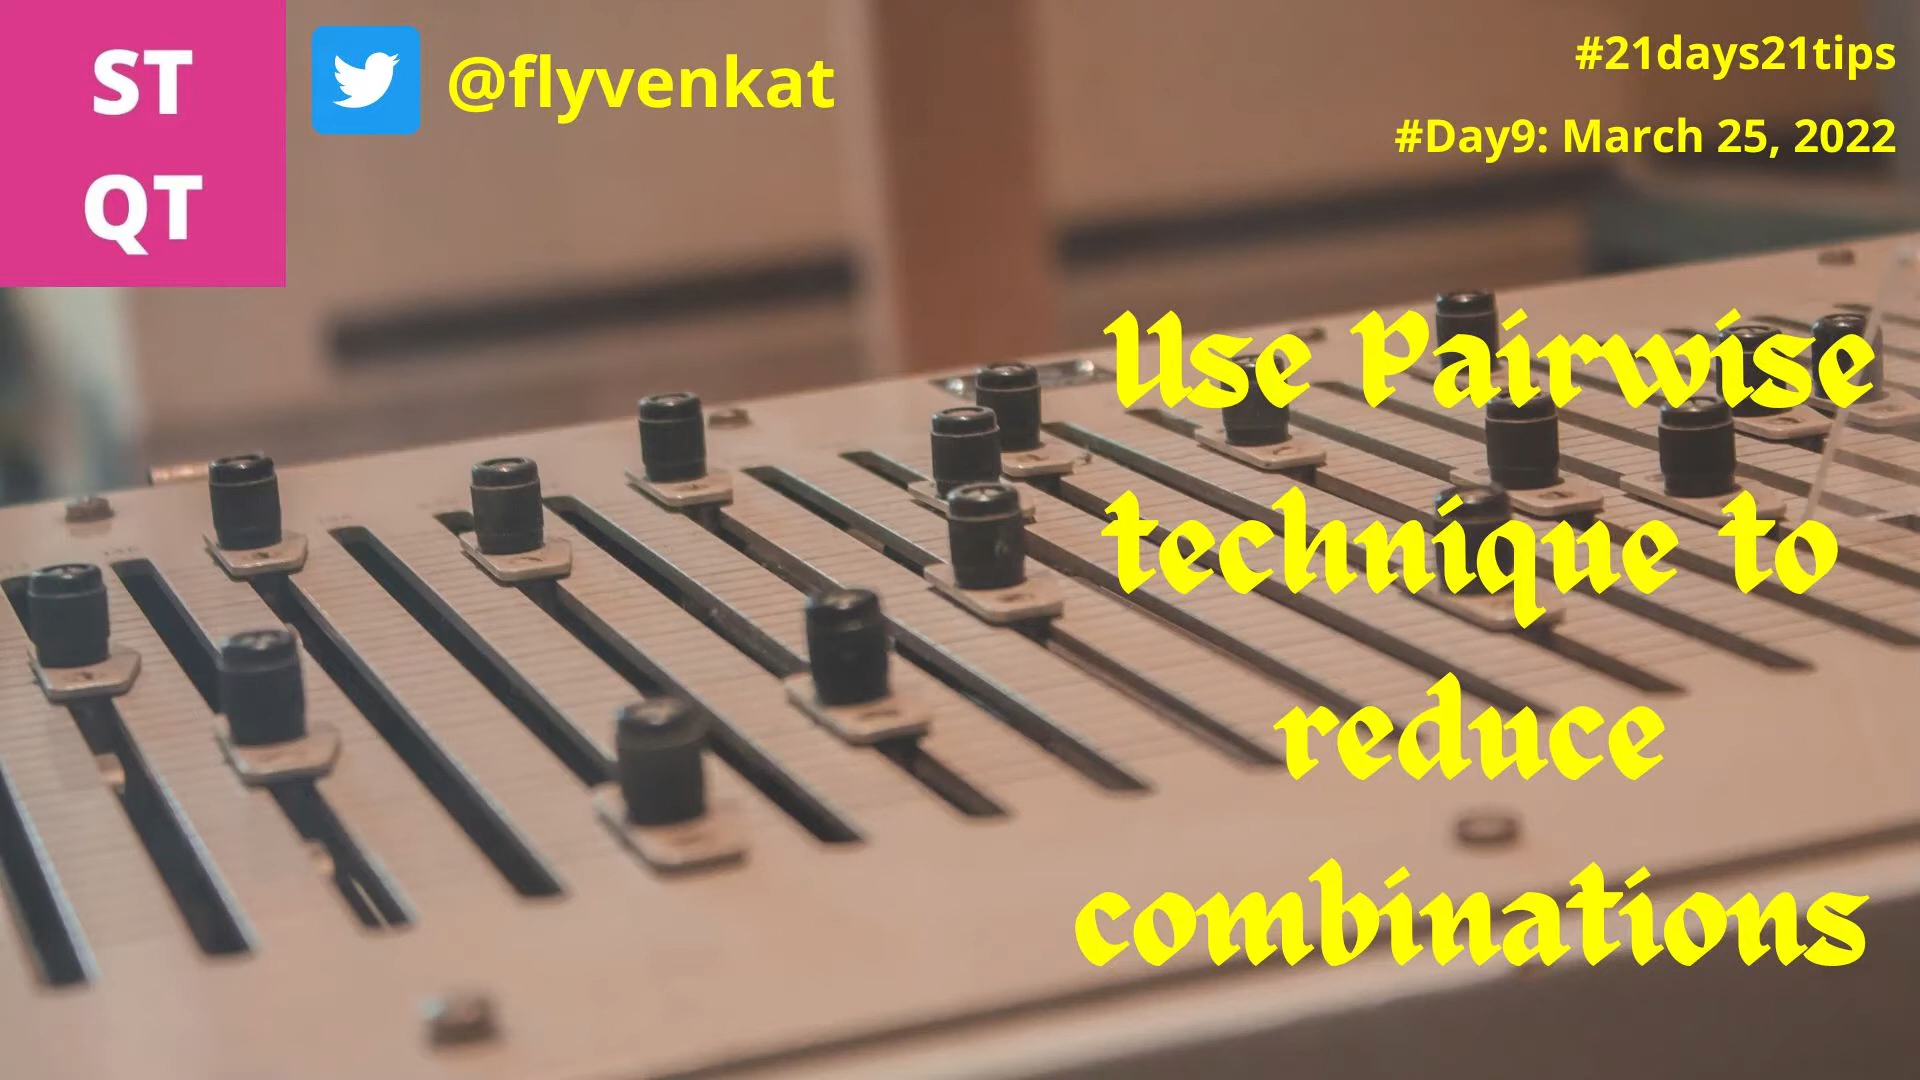 ST
QT
@flyvenkat
#21days21tips
#Day9: March 25, 2022
Use Pairwise
technique to
reduce
combinations